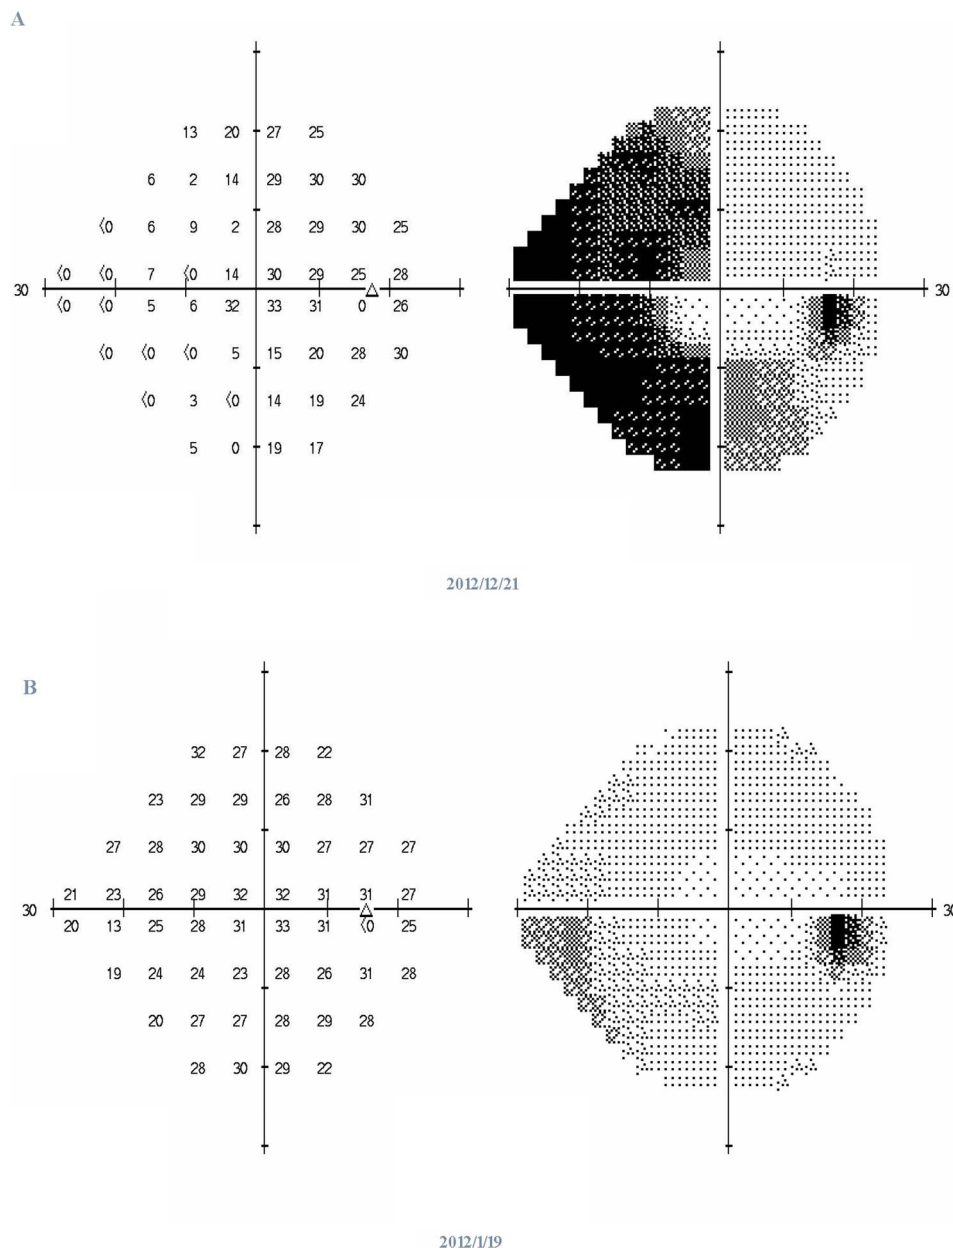 A
13 20 27 25
6 2 14 29 30 30
<0 6 9 2 28 29 30 25
<0 <0 7 <0 14 30 29 25 28
30 30
<0 <0 5 6 32 33 31 0 26
<0 <0 <0 5 15 20 28 30
<0 3 <0 14 19 24
5 0 19 17
2012/12/21
B
32 27 28 22
23 29 29 26 28 31
27 28 30 30 30 27 27 27
21 23 26 29 32 32 31 31 27
30 30
20 13 25 28 31 33 31 <0 25
19 24 24 23 28 26 31 28
20 27 27 28 29 28
28 30 29 22
2012/1/19